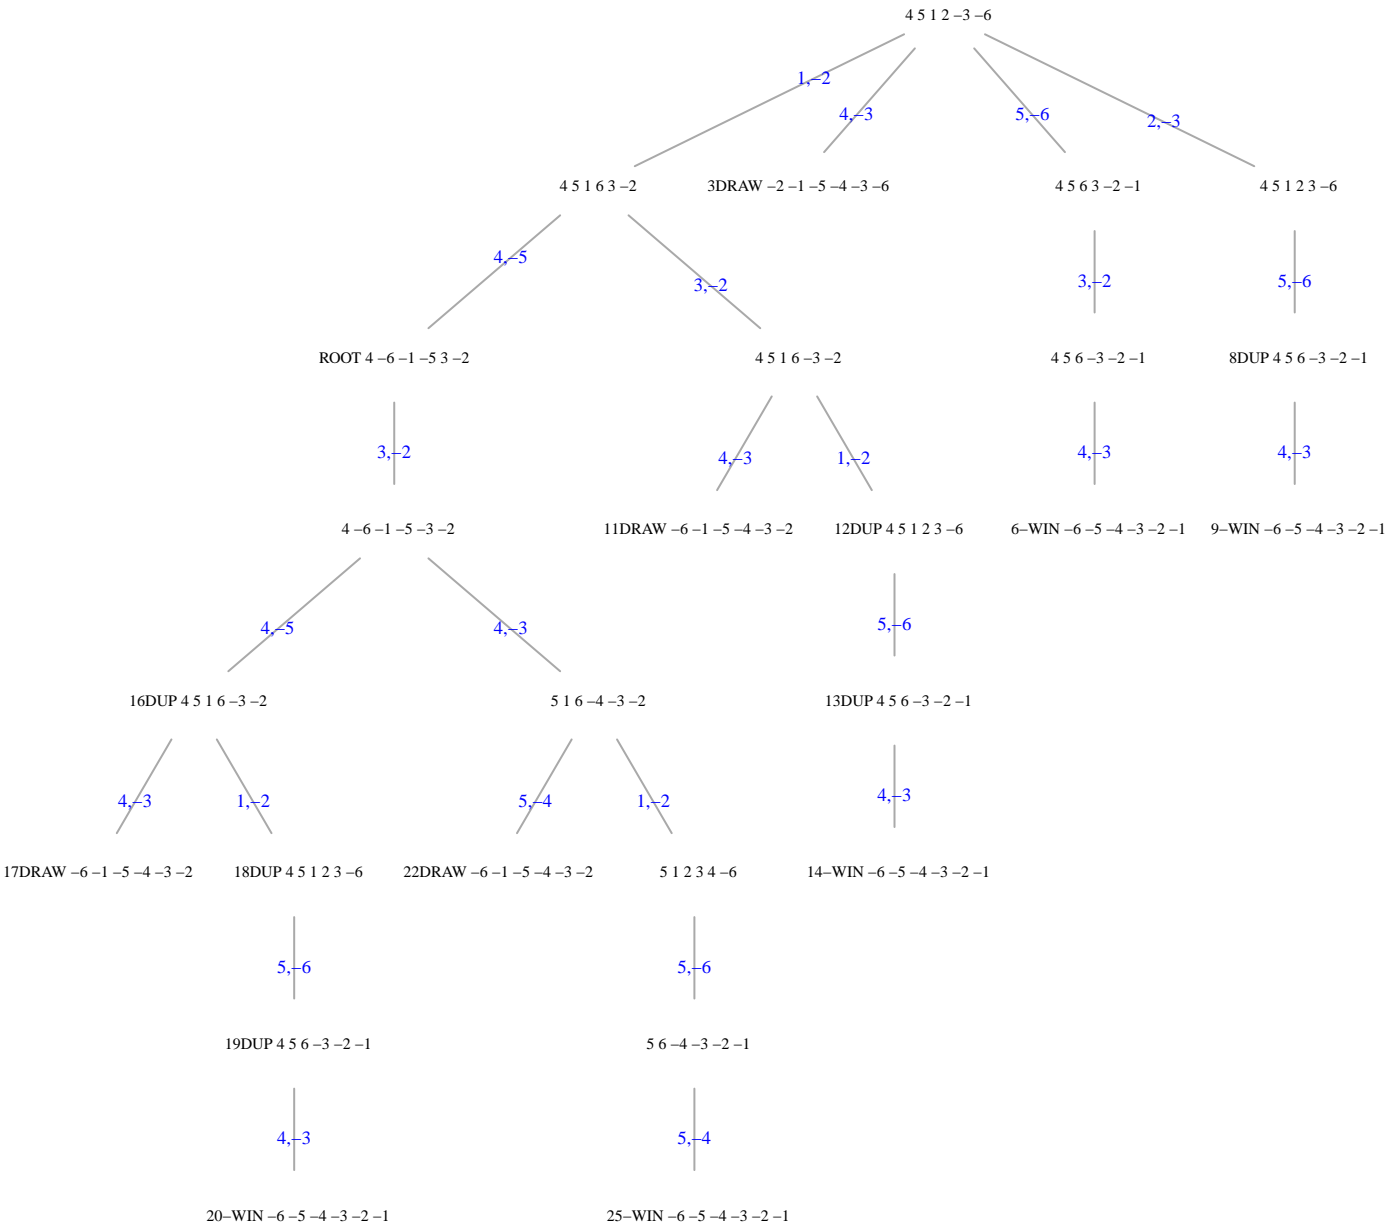 4 5 1 2 –3 –6
1,–2
4,–3
5,–6
2,–3
4 5 1 6 3 –2
3DRAW –2 –1 –5 –4 –3 –6
4 5 6 3 –2 –1
4 5 1 2 3 –6
4,–5
3,–2
3,–2
5,–6
ROOT 4 –6 –1 –5 3 –2
4 5 1 6 –3 –2
4 5 6 –3 –2 –1
8DUP 4 5 6 –3 –2 –1
3,–2
4,–3
1,–2
4,–3
4,–3
4 –6 –1 –5 –3 –2
11DRAW –6 –1 –5 –4 –3 –2
12DUP 4 5 1 2 3 –6
6–WIN –6 –5 –4 –3 –2 –1
9–WIN –6 –5 –4 –3 –2 –1
4,–5
4,–3
5,–6
16DUP 4 5 1 6 –3 –2
5 1 6 –4 –3 –2
13DUP 4 5 6 –3 –2 –1
4,–3
1,–2
5,–4
1,–2
4,–3
17DRAW –6 –1 –5 –4 –3 –2
18DUP 4 5 1 2 3 –6
22DRAW –6 –1 –5 –4 –3 –2
5 1 2 3 4 –6
14–WIN –6 –5 –4 –3 –2 –1
5,–6
5,–6
19DUP 4 5 6 –3 –2 –1
5 6 –4 –3 –2 –1
4,–3
5,–4
20–WIN –6 –5 –4 –3 –2 –1
25–WIN –6 –5 –4 –3 –2 –1